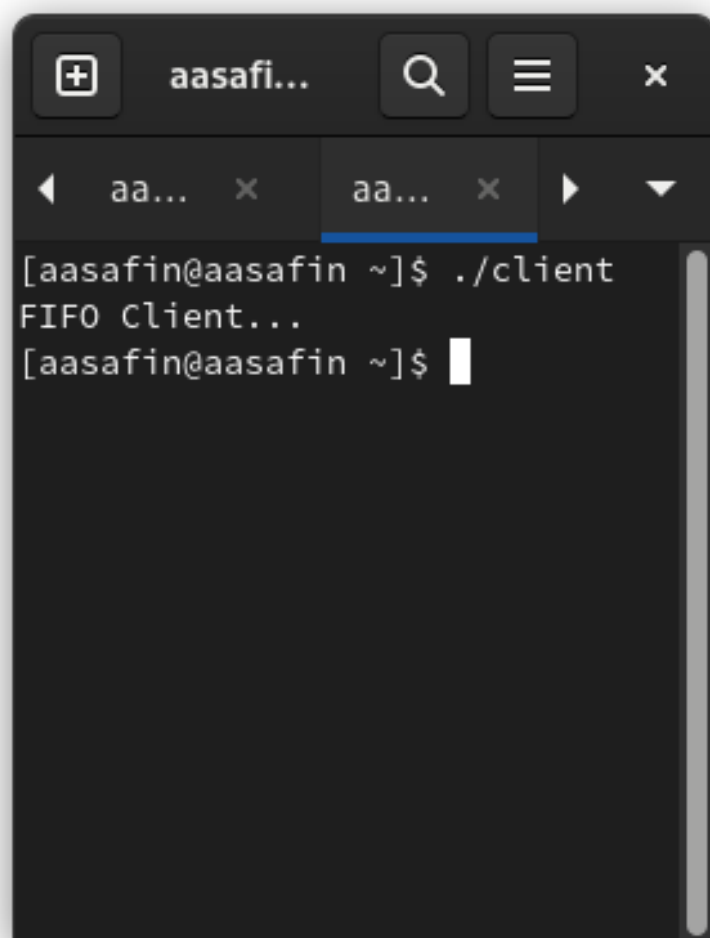 aasafi...
aa... aa...
[aasafin@aasafin ~]$ ./client
FIFO Client...
[aasafin@aasafin ~]$